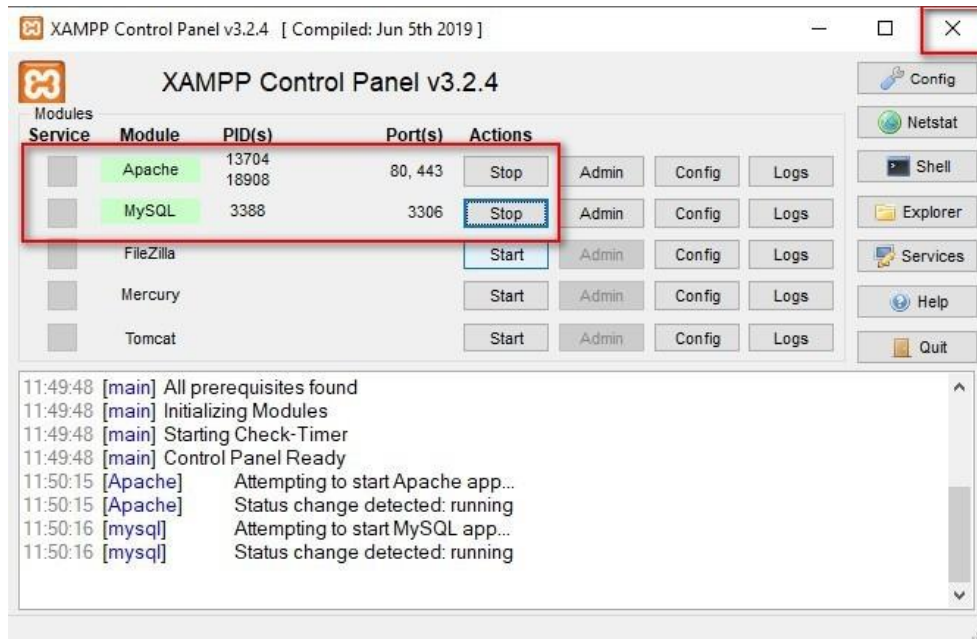 XAMPP Control Panel v3.2.4 [ Compiled: Jun 5th 2019 ]
XAMPP Control Panel v3.2.4
Config
Modules
Service Module PID(s) Port(s) Actions
Netstat
Apache 13704 18908 80, 443 Stop Admin Config Logs
Shell
MySQL 3388 3306 Stop Admin Config Logs
Explorer
FileZilla Start Admin Config Logs
Services
Mercury Start Admin Config Logs
Help
Tomcat Start Admin Config Logs
Quit
11:49:48 [main] All prerequisites found
11:49:48 [main] Initializing Modules
11:49:48 [main] Starting Check-Timer
11:49:48 [main] Control Panel Ready
11:50:15 [Apache] Attempting to start Apache app...
11:50:15 [Apache] Status change detected: running
11:50:16 [mysql] Attempting to start MySQL app...
11:50:16 [mysql] Status change detected: running